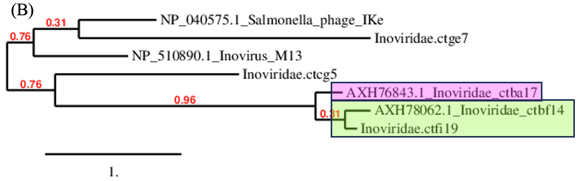 (B)
NP_040575.1_Salmonella_phage_IKe
0.31
Inoviridae.ctge7
0.76
NP_510890.1_Inovirus_M13
Inoviridae.ctcg5
0.76
AXH76843.1_Inoviridae_ctba17
0.96
AXH78062.1_Inoviridae_ctbf14
0.31
Inoviridae.ctfi19
1.